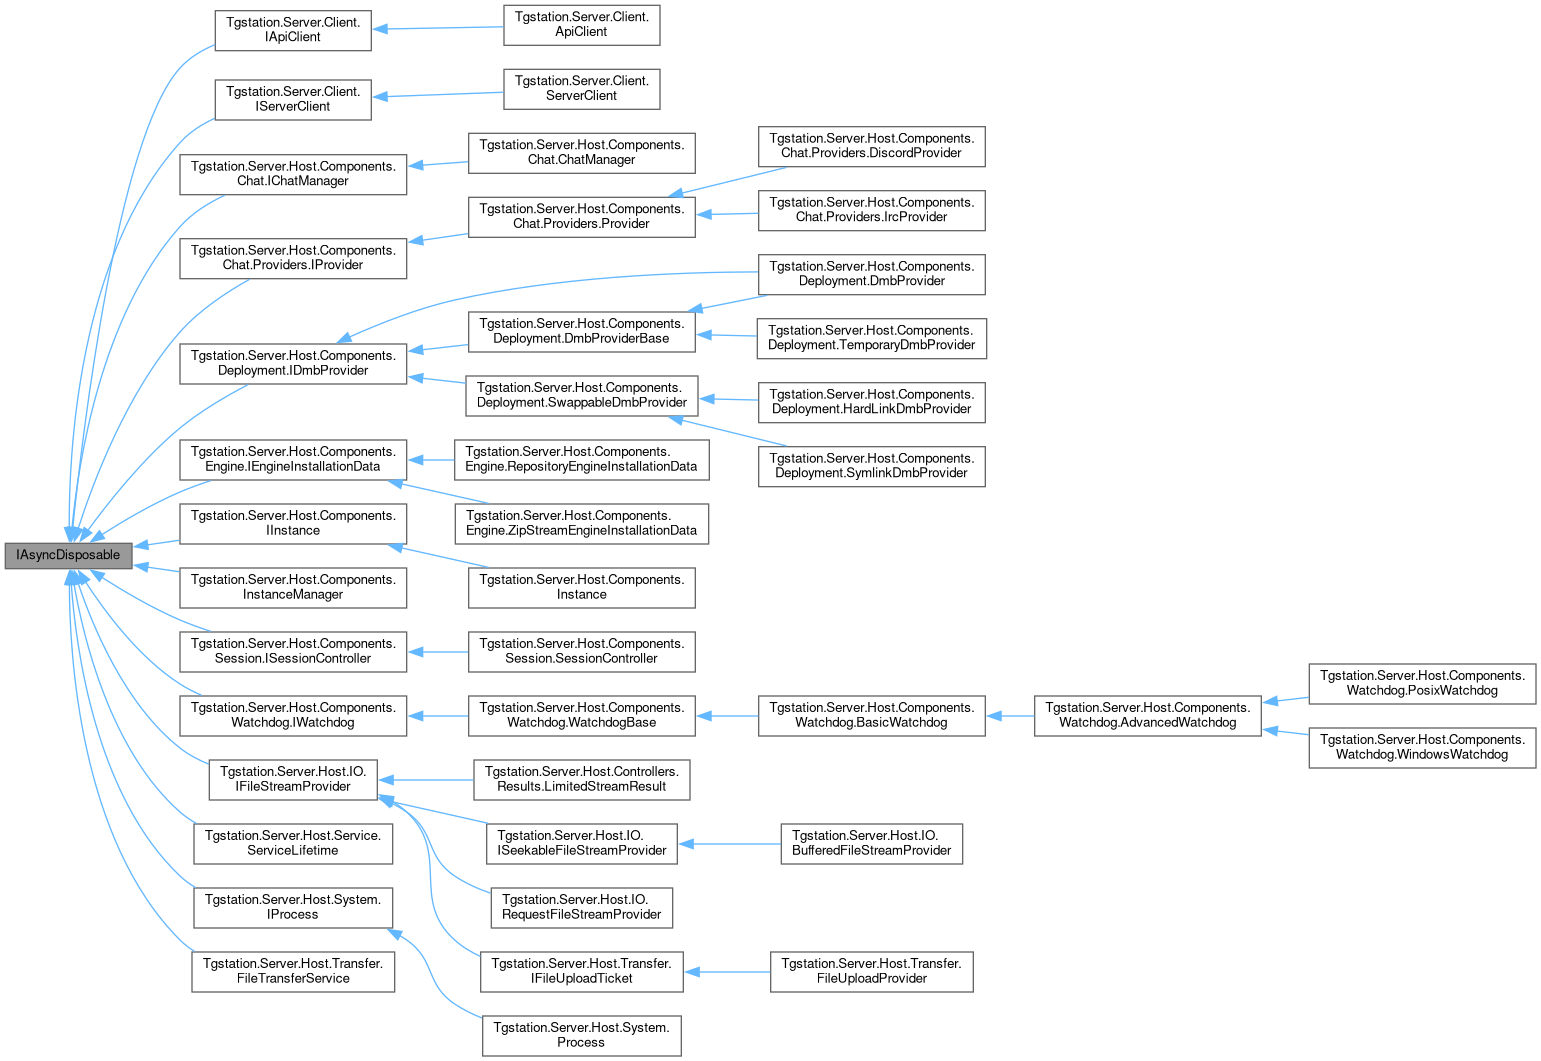 Tgstation.Server.Client.
IApiClient
Tgstation.Server.Client.
ApiClient
Tgstation.Server.Client.
IServerClient
Tgstation.Server.Client.
ServerClient
Tgstation.Server.Host.Components.
Chat.IChatManager
Tgstation.Server.Host.Components.
Chat.ChatManager
Tgstation.Server.Host.Components.
Chat.Providers.IProvider
Tgstation.Server.Host.Components.
Chat.Providers.Provider
Tgstation.Server.Host.Components.
Chat.Providers.DiscordProvider
Tgstation.Server.Host.Components.
Chat.Providers.IrcProvider
Tgstation.Server.Host.Components.
Deployment.IDmbProvider
Tgstation.Server.Host.Components.
Deployment.DmbProviderBase
Tgstation.Server.Host.Components.
Deployment.DmbProvider
Tgstation.Server.Host.Components.
Deployment.TemporaryDmbProvider
Tgstation.Server.Host.Components.
Deployment.SwappableDmbProvider
Tgstation.Server.Host.Components.
Deployment.HardLinkDmbProvider
Tgstation.Server.Host.Components.
Deployment.SymlinkDmbProvider
Tgstation.Server.Host.Components.
Engine.IEngineInstallationData
Tgstation.Server.Host.Components.
Engine.RepositoryEngineInstallationData
Tgstation.Server.Host.Components.
Engine.ZipStreamEngineInstallationData
IAsyncDisposable
Tgstation.Server.Host.Components.
IInstance
Tgstation.Server.Host.Components.
Instance
Tgstation.Server.Host.Components.
InstanceManager
Tgstation.Server.Host.Components.
Session.ISessionController
Tgstation.Server.Host.Components.
Session.SessionController
Tgstation.Server.Host.Components.
Watchdog.IWatchdog
Tgstation.Server.Host.Components.
Watchdog.WatchdogBase
Tgstation.Server.Host.Components.
Watchdog.BasicWatchdog
Tgstation.Server.Host.Components.
Watchdog.AdvancedWatchdog
Tgstation.Server.Host.Components.
Watchdog.PosixWatchdog
Tgstation.Server.Host.Components.
Watchdog.WindowsWatchdog
Tgstation.Server.Host.IO.
IFileStreamProvider
Tgstation.Server.Host.Controllers.
Results.LimitedStreamResult
Tgstation.Server.Host.IO.
ISeekableFileStreamProvider
Tgstation.Server.Host.IO.
BufferedFileStreamProvider
Tgstation.Server.Host.IO.
RequestFileStreamProvider
Tgstation.Server.Host.Transfer.
IFileUploadTicket
Tgstation.Server.Host.Transfer.
FileUploadProvider
Tgstation.Server.Host.Service.
ServiceLifetime
Tgstation.Server.Host.System.
IProcess
Tgstation.Server.Host.System.
Process
Tgstation.Server.Host.Transfer.
FileTransferService